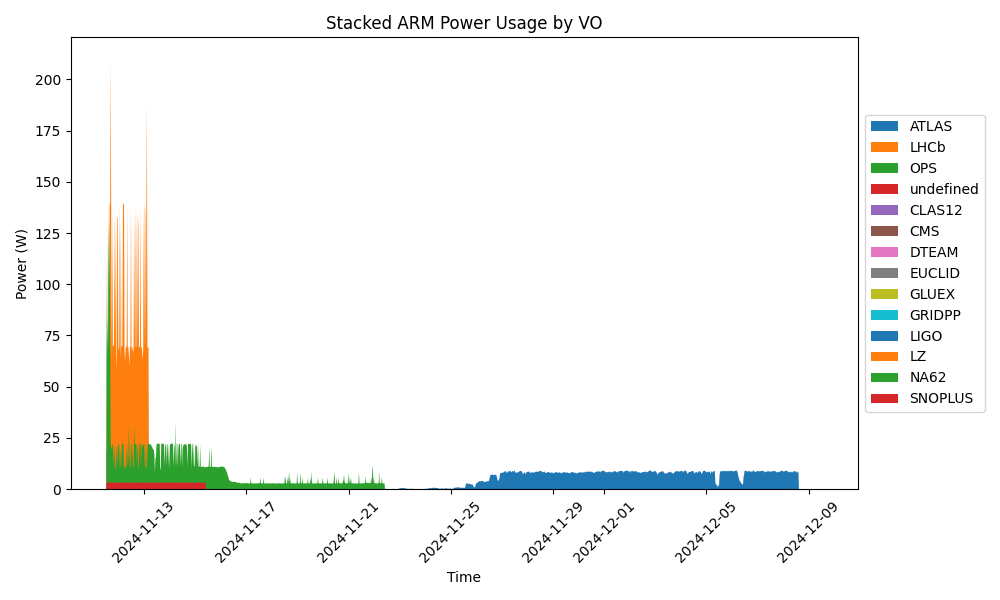 Stacked ARM Power Usage by VO
Power (W)
200
175
150
125
100
75
50
25
0
2024-11-13
2024-11-17
2024-11-21
2024-11-25
2024-11-29
2024-12-01
2024-12-05
2024-12-09
Time
ATLAS
LHCb
OPS
undefined
CLAS12
CMS
DTEAM
EUCLID
GLUEX
GRIDPP
LIGO
LZ
NA62
SNOPLUS